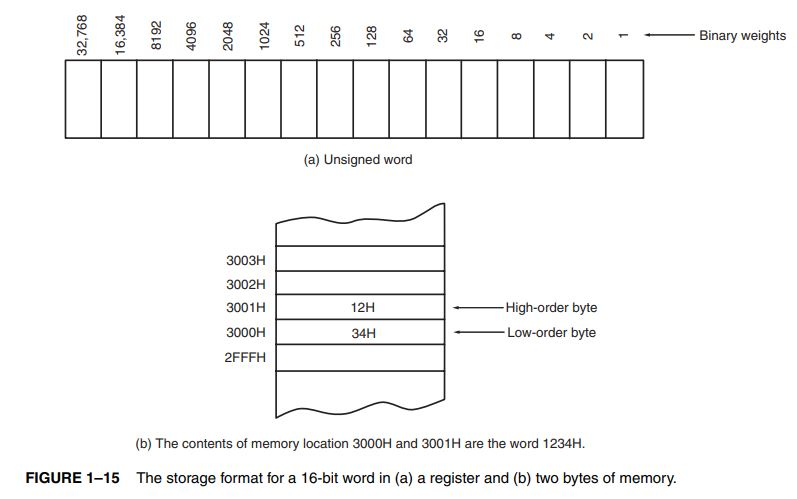 32,768 16,384 8192 4096 2048 1024 512 256 128 64 32 16 8 4 2 1 Binary weights
(a) Unsigned word
3003H
3002H
3001H 12H High-order byte
3000H 34H Low-order byte
2FFFH
(b) The contents of memory location 3000H and 3001H are the word 1234H.
FIGURE 1–15 The storage format for a 16-bit word in (a) a register and (b) two bytes of memory.